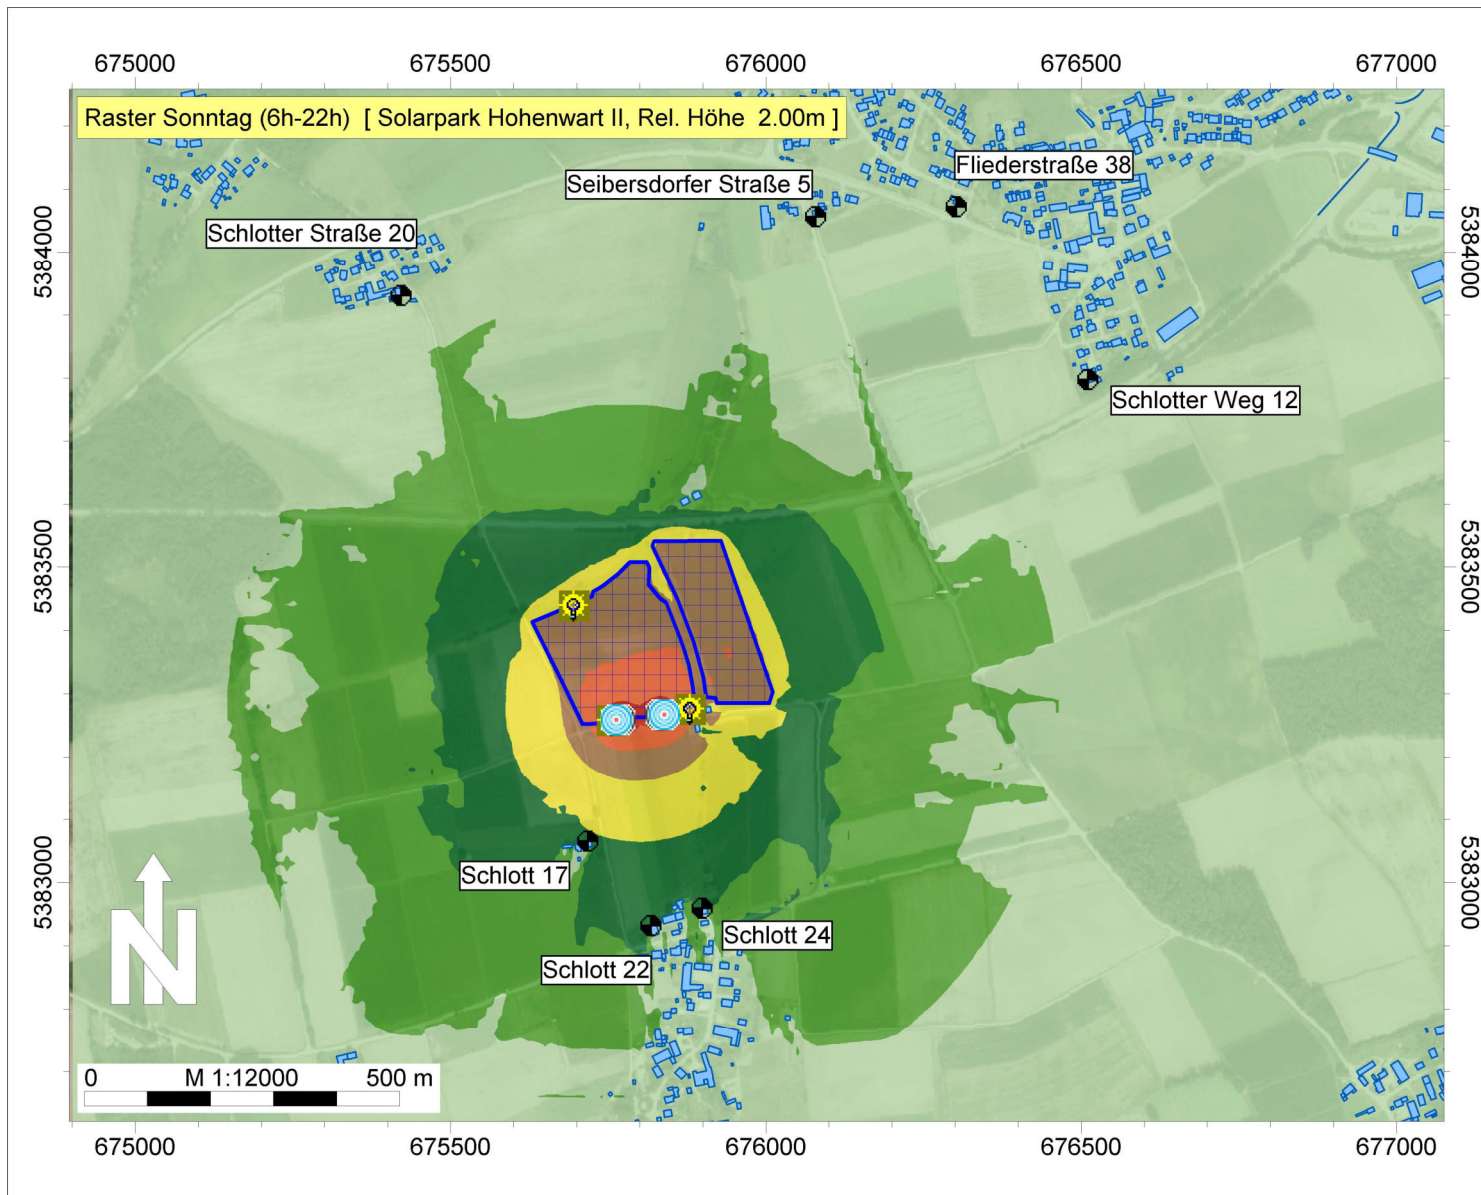 675000 675500 676000 676500 677000
Raster Sonntag (6h-22h) [ Solarpark Hohenwart II, Rel. Höhe 2.00m ]
Fliederstraße 38
Seibersdorfer Straße 5
Schlotter Straße 20
5384000 5384000
Schlotter Weg 12
5383500 5383500
Schlott 17
5383000 5383000
Schlott 24
Schlott 22
N
0 M 1:12000 500 m
675000 675500 676000 676500 677000